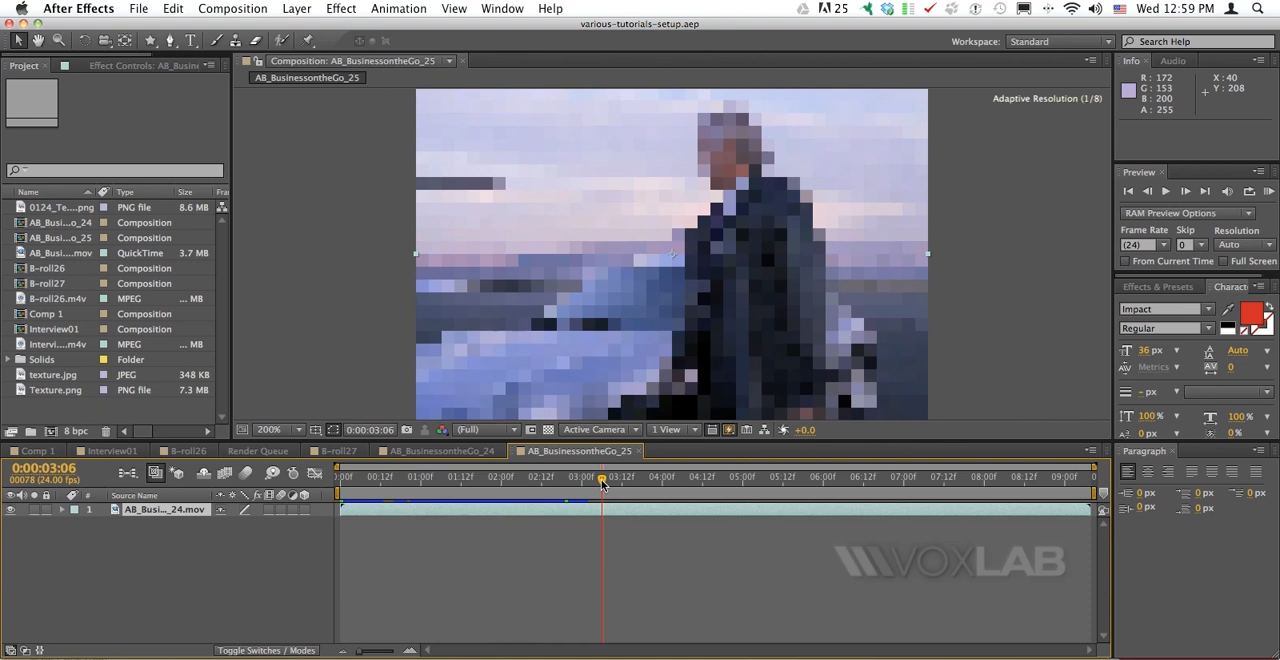 After Effects File Edit Composition Layer Effect Animation View Window Help 25 Wed 12:59 PM
various-tutorials-setup.aep
Workspace: Standard Search Help
Project Effect Controls: AB_Busin
Composition: AB_BusinessontheGo_25
Info Audio
AB_BusinessontheGo_25
R: 172 X: 40
G: 153 Y: 208
B: 200
A: 255
Adaptive Resolution (1/8)
Preview
RAM Preview Options
Frame Rate Skip Resolution
(24) 0 Auto
From Current Time Full Screen
Name Type Size Fra
0124_Te....png PNG file 8.6 MB
AB_Busi...o_24 Composition
AB_Busi...o_25 Composition
AB_Busi....mov QuickTime 3.7 MB
B-roll26 Composition
B-roll27 Composition
B-roll26.m4v MPEG ... MB
Comp 1 Composition
Interview01 Composition
Intervi....m4v MPEG ... MB
Solids Folder
texture.jpg JPEG 348 KB
Texture.png PNG file 7.3 MB
8 bpc
Effects & Presets Charact
Impact
Regular
36 px Auto
Metrics 0
- px
100% 100%
0 px 0%
200% 0:00:03:06 (Full) Active Camera 1 View +0.0
Comp 1 Interview01 B-roll26 Render Queue B-roll27 AB_BusinessontheGo_24 AB_BusinessontheGo_25
Paragraph
0 px 0 px 0 px
0 px 0 px
0:00:03:06
00078 (24.00 fps)
:00f 00:12f 01:00f 01:12f 02:00f 02:12f 03:00f 03:12f 04:00f 04:12f 05:00f 05:12f 06:00f 06:12f 07:00f 07:12f 08:00f 08:12f 09:00f 0
# Source Name
1 AB_Busi..._24.mov
VOXLAB
Toggle Switches / Modes